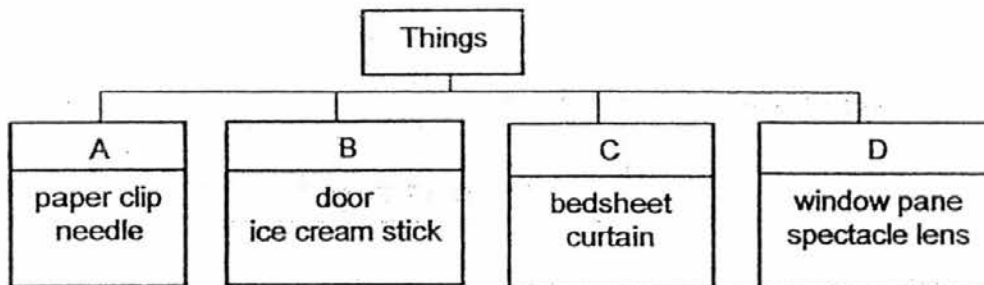 Things
A
paper clip
needle
B
door
ice cream stick
C
bedsheet
curtain
D
window pane
spectacle lens